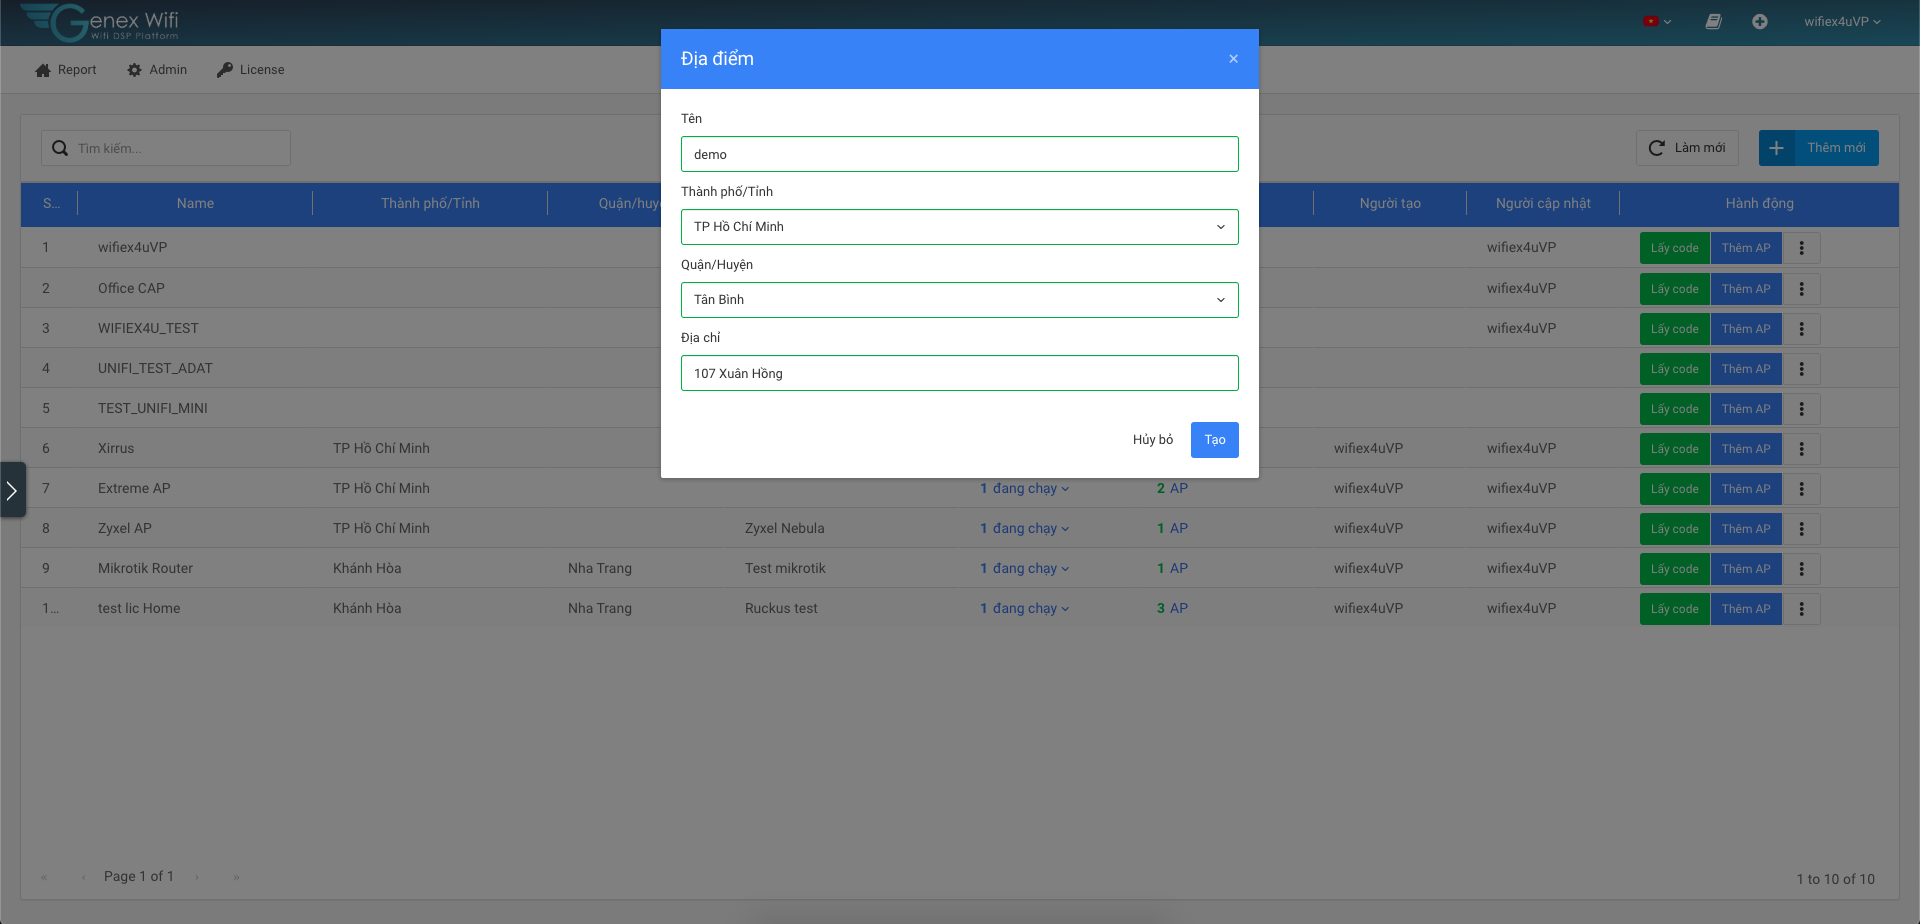 Genex Wifi
Wifi DSP Platform
wifiex4uVP
Report
Admin
License
Tìm kiếm...
Làm mới
Thêm mới
S...
Name
Thành phố/Tỉnh
Người tạo
Người cập nhật
Hành động
1 wifiex4uVP wifiex4uVP Lấy code Thêm AP
2 Office CAP wifiex4uVP Lấy code Thêm AP
3 WIFIEX4U_TEST wifiex4uVP Lấy code Thêm AP
4 UNIFI_TEST_ADAT Lấy code Thêm AP
5 TEST_UNIFI_MINI Lấy code Thêm AP
6 Xirrus TP Hồ Chí Minh wifiex4uVP wifiex4uVP Lấy code Thêm AP
7 Extreme AP TP Hồ Chí Minh 1 đang chạy 2 AP wifiex4uVP wifiex4uVP Lấy code Thêm AP
8 Zyxel AP TP Hồ Chí Minh Zyxel Nebula 1 đang chạy 1 AP wifiex4uVP wifiex4uVP Lấy code Thêm AP
9 Mikrotik Router Khánh Hòa Nha Trang Test mikrotik 1 đang chạy 1 AP wifiex4uVP wifiex4uVP Lấy code Thêm AP
1... test lic Home Khánh Hòa Nha Trang Ruckus test 1 đang chạy 3 AP wifiex4uVP wifiex4uVP Lấy code Thêm AP
« ‹ Page 1 of 1 › »
1 to 10 of 10
Địa điểm
×
Tên
demo
Thành phố/Tỉnh
TP Hồ Chí Minh
Quận/Huyện
Tân Bình
Địa chỉ
107 Xuân Hồng
Hủy bỏ
Tạo